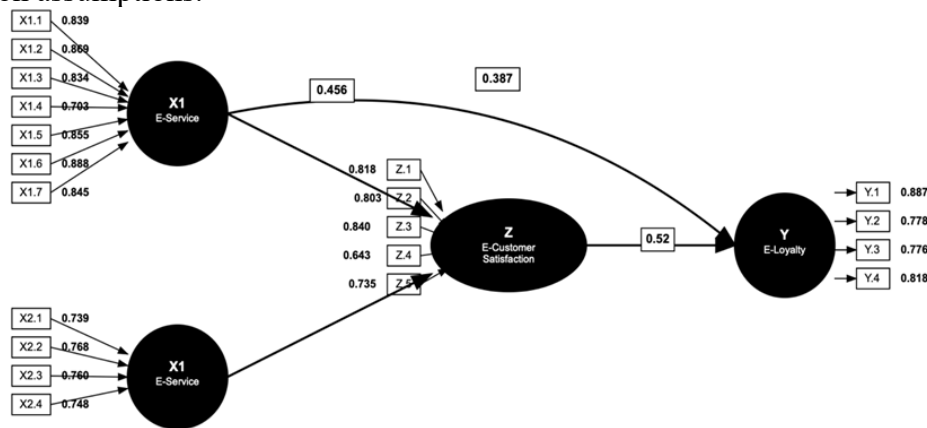 on assumptions.
X1.1 0.839
X1.2 0.869
X1.3 0.834
X1.4 0.703
X1.5 0.855
X1.6 0.888
X1.7 0.845
X1
E-Service
0.456
0.387
0.818 Z.1
0.803 Z.2
0.840 Z.3
0.643 Z.4
0.735 Z.5
Z
E-Customer
Satisfaction
0.52
Y
E-Loyalty
Y.1 0.887
Y.2 0.778
Y.3 0.776
Y.4 0.818
X2.1 0.739
X2.2 0.768
X2.3 0.760
X2.4 0.748
X1
E-Service